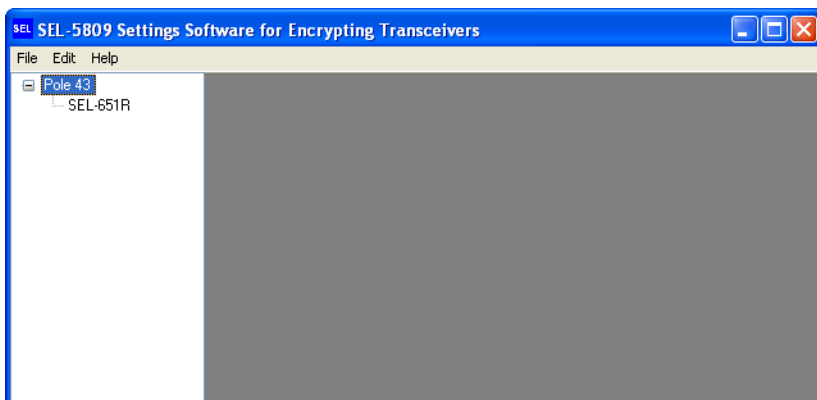 SEL SEL-5809 Settings Software for Encrypting Transceivers
File Edit Help
Pole 43
SEL-651R